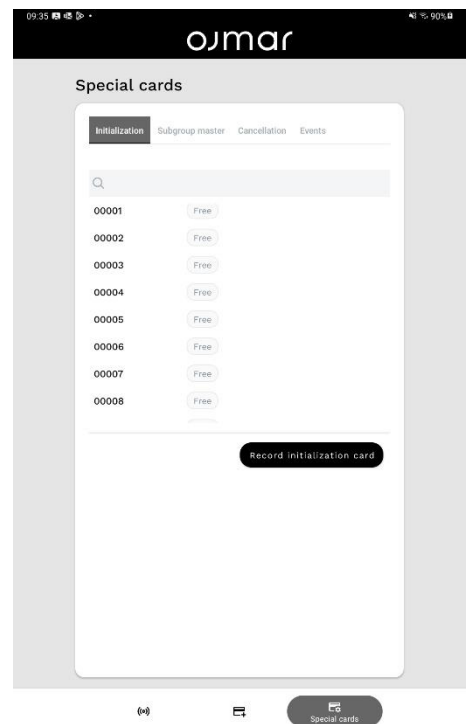 09:35 90%
ojmar
Special cards
Initialization Subgroup master Cancellation Events
00001 Free
00002 Free
00003 Free
00004 Free
00005 Free
00006 Free
00007 Free
00008 Free
Record initialization card
Special cards